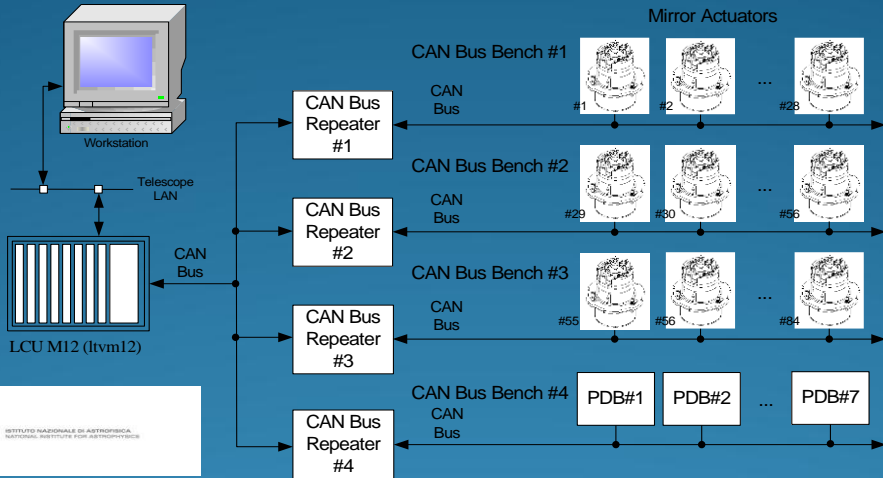 Mirror Actuators
CAN Bus Bench #1
CAN
Bus
#1
#2
...
#28
CAN Bus
Repeater
#1
Workstation
Telescope
LAN
CAN Bus Bench #2
CAN
Bus
#29
#30
...
#56
CAN Bus
Repeater
#2
CAN
Bus
LCU M12 (ltvm12)
CAN Bus Bench #3
CAN
Bus
#55
#56
...
#84
CAN Bus
Repeater
#3
CAN Bus Bench #4
CAN
Bus
PDB#1
PDB#2
...
PDB#7
CAN Bus
Repeater
#4
ISTITUTO NAZIONALE DI ASTROFISICA
NATIONAL INSTITUTE FOR ASTROPHYSICS